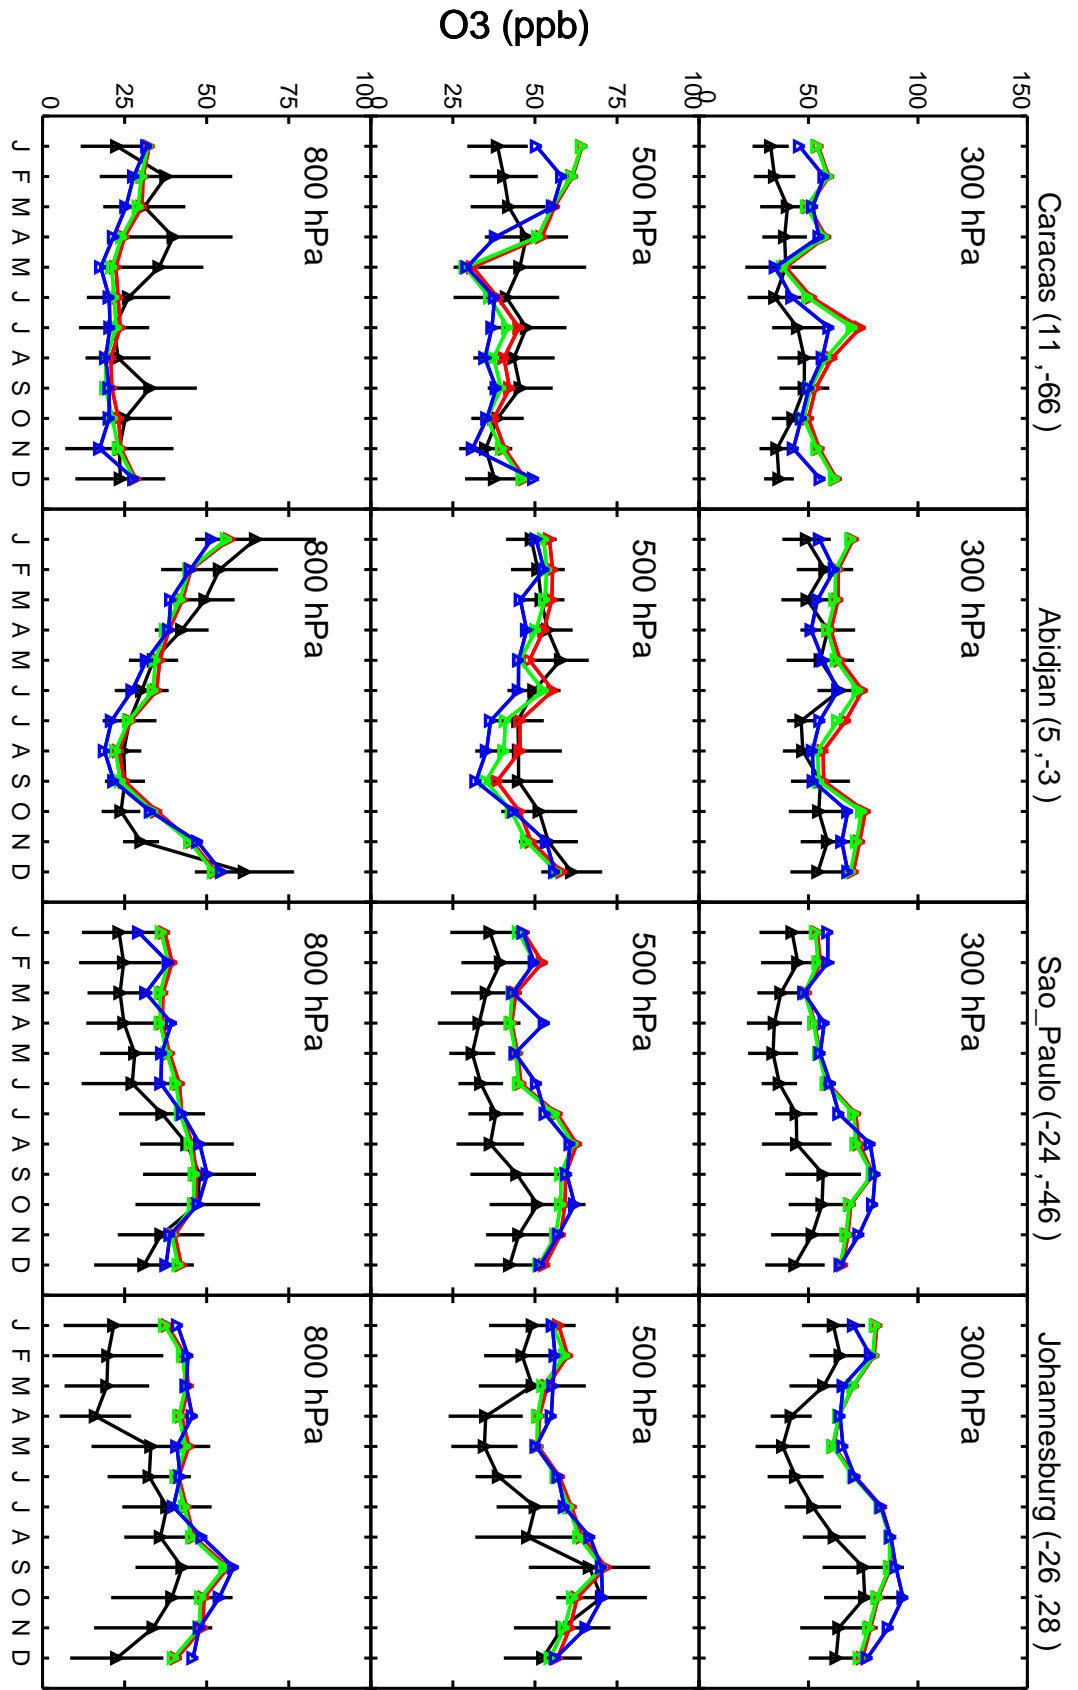 Caracas (11 ,-66 )
Abidjan (5 ,-3 )
Sao_Paulo (-24 ,-46 )
Johannesburg (-26 ,28 )
O3 (ppb)
150
100
50
0
300 hPa
300 hPa
300 hPa
300 hPa
100
75
50
25
0
500 hPa
500 hPa
500 hPa
500 hPa
100
75
50
25
0
800 hPa
800 hPa
800 hPa
800 hPa
J F M A M J J A S O N D
J F M A M J J A S O N D
J F M A M J J A S O N D
J F M A M J J A S O N D